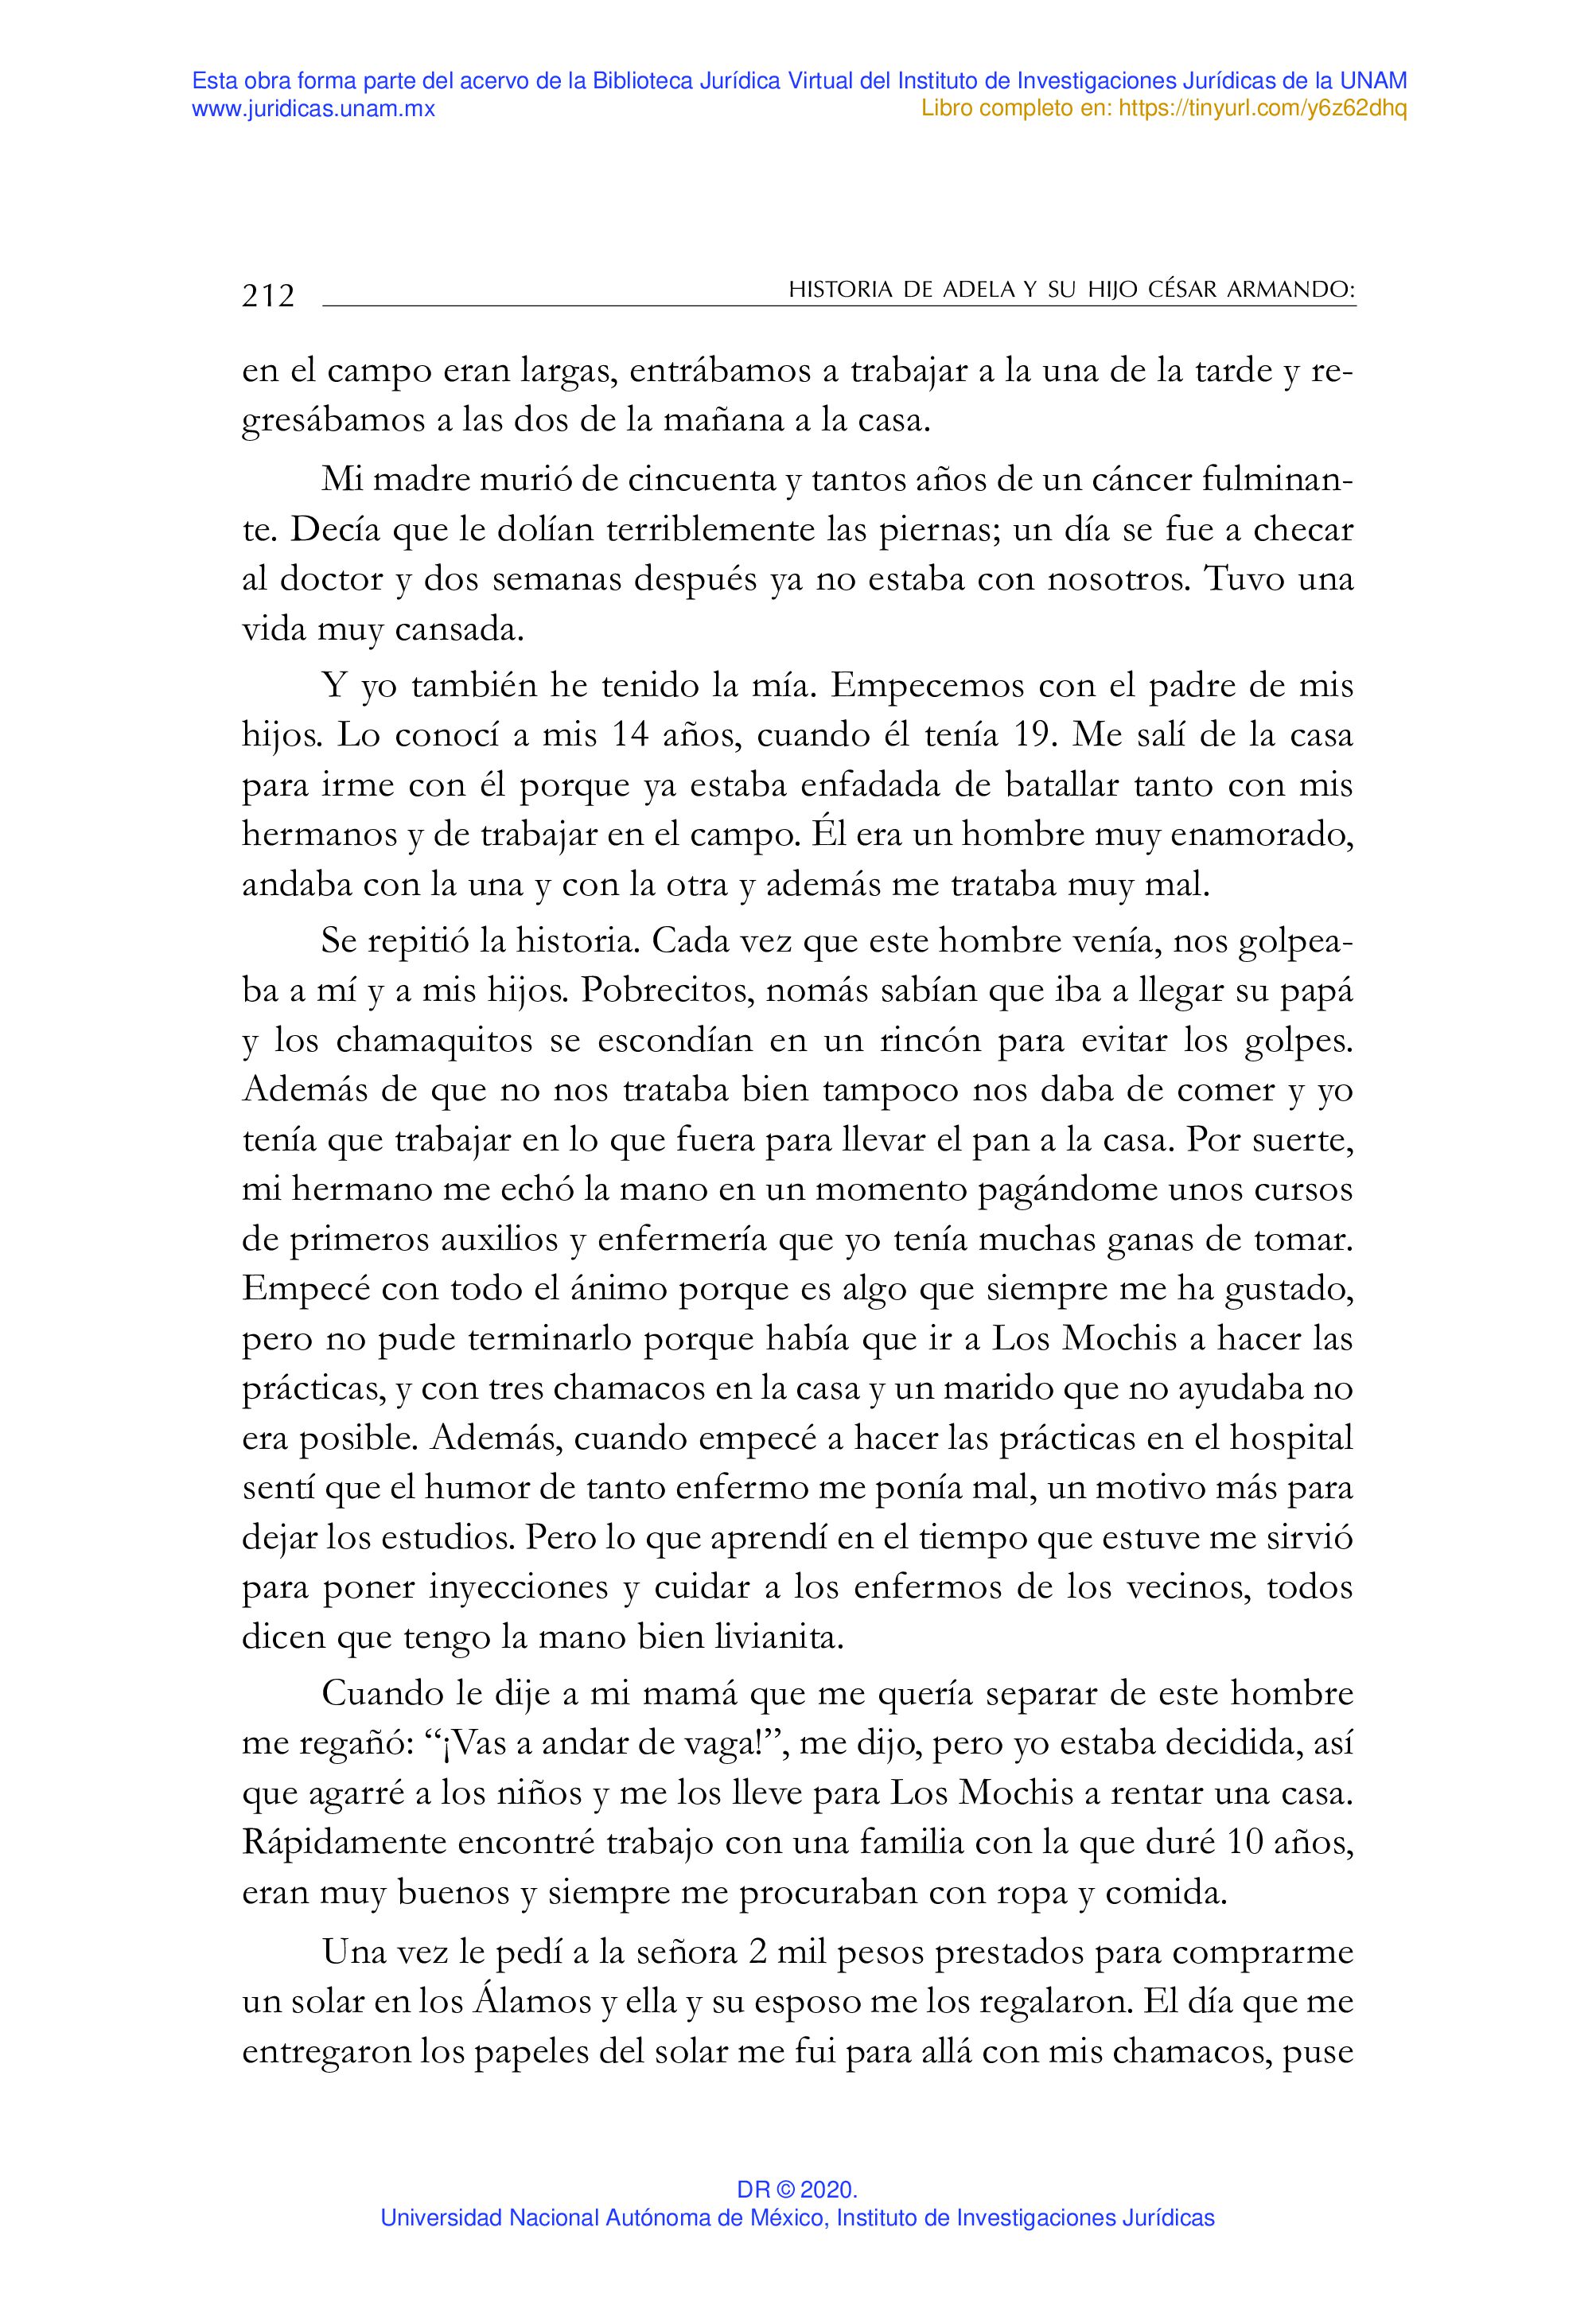 Esta obra forma parte del acervo de la Biblioteca Jurídica Virtual del Instituto de Investigaciones Jurídicas de la UNAM
www.juridicas.unam.mx
Libro completo en: https://tinyurl.com/y6z62dhq
212
HISTORIA DE ADELA Y SU HIJO CÉSAR ARMANDO:
en el campo eran largas, entrábamos a trabajar a la una de la tarde y re-
gresábamos a las dos de la mañana a la casa.
Mi madre murió de cincuenta y tantos años de un cáncer fulminan-
te. Decía que le dolían terriblemente las piernas; un día se fue a checar
al doctor y dos semanas después ya no estaba con nosotros. Tuvo una
vida muy cansada.
Y yo también he tenido la mía. Empecemos con el padre de mis
hijos. Lo conocí a mis 14 años, cuando él tenía 19. Me salí de la casa
para irme con él porque ya estaba enfadada de batallar tanto con mis
hermanos y de trabajar en el campo. Él era un hombre muy enamorado,
andaba con la una y con la otra y además me trataba muy mal.
Se repitió la historia. Cada vez que este hombre venía, nos golpea-
ba a mí y a mis hijos. Pobrecitos, nomás sabían que iba a llegar su papá
y los chamaquitos se escondían en un rincón para evitar los golpes.
Además de que no nos trataba bien tampoco nos daba de comer y yo
tenía que trabajar en lo que fuera para llevar el pan a la casa. Por suerte,
mi hermano me echó la mano en un momento pagándome unos cursos
de primeros auxilios y enfermería que yo tenía muchas ganas de tomar.
Empecé con todo el ánimo porque es algo que siempre me ha gustado,
pero no pude terminarlo porque había que ir a Los Mochis a hacer las
prácticas, y con tres chamacos en la casa y un marido que no ayudaba no
era posible. Además, cuando empecé a hacer las prácticas en el hospital
sentí que el humor de tanto enfermo me ponía mal, un motivo más para
dejar los estudios. Pero lo que aprendí en el tiempo que estuve me sirvió
para poner inyecciones y cuidar a los enfermos de los vecinos, todos
dicen que tengo la mano bien livianita.
Cuando le dije a mi mamá que me quería separar de este hombre
me regañó: “¡Vas a andar de vaga!”, me dijo, pero yo estaba decidida, así
que agarré a los niños y me los lleve para Los Mochis a rentar una casa.
Rápidamente encontré trabajo con una familia con la que duré 10 años,
eran muy buenos y siempre me procuraban con ropa y comida.
Una vez le pedí a la señora 2 mil pesos prestados para comprarme
un solar en los Álamos y ella y su esposo me los regalaron. El día que me
entregaron los papeles del solar me fui para allá con mis chamacos, puse
DR © 2020.
Universidad Nacional Autónoma de México, Instituto de Investigaciones Jurídicas